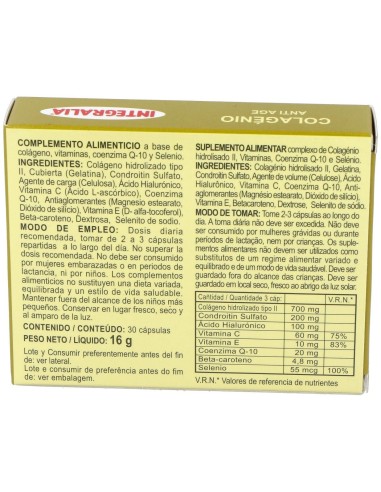 COLAGÉNIO
ANTI AGE
INTEGRALIA
COMPLEMENTO ALIMENTICIO a base de
colágeno, vitaminas, coenzima Q-10 y Selenio.
INGREDIENTES: Colágeno hidrolizado tipo
II, Cubierta (Gelatina), Condroitin Sulfato,
Agente de carga (Celulosa), Ácido Hialurónico,
Vitamina C (Ácido L-ascórbico), Coenzima
Q-10, Antiaglomerantes (Magnesio estearato,
Dióxido de silicio), Vitamina E (D- alfa-tocoferol),
Beta-caroteno, Dextrosa, Selenito de sodio.
MODO DE EMPLEO: Dosis diaria
recomendada, tomar de 2 a 3 cápsulas
repartidas a lo largo del día. No superar la
dosis recomendada. No debe ser consumido
por mujeres embarazadas o en periodos de
lactancia, ni por niños. Los complementos
alimenticios no sustituyen una dieta variada,
equilibrada y un estilo de vida saludable.
Mantener fuera del alcance de los niños más
pequeños. Conservar en lugar fresco, seco y
al amparo de la luz.
CONTENIDO / CONTEÚDO: 30 cápsulas
PESO NETO / LÍQUIDO: 16 g
Lote y Consumir preferentemente antes del fin
de: ver lateral.
Lote e Consumir de preferência antes do fim
de: ver embalagem.
SUPLEMENTO ALIMENTAR complexo de Colagénio
hidrolisado II, Vitaminas, Coenzima Q-10 e Selénio.
INGREDIENTES: Colagénio hidrolisado II, Gelatina,
Condroitin Sulfato, Agente de volume (Celulosa), Ácido
Hialurónico, Vitamina C, Coenzima Q-10, Anti-
aglomerantes (Magnésio estearato, Dióxido de silício),
Vitamina E, Betacaroteno, Dextrose, Selenito de sódio.
MODO DE TOMAR: Tome 2-3 cápsulas ao longo do
dia. A toma diária não deve ser excedida. Não deve
ser consumido por mulheres grávidas ou durante
períodos de lactação, nem por crianças. Os suple-
mentos alimentares não devem ser utilizados como
substitutos de um regime alimentar variado e
equilibrado e de um modo de vida saudável. Deve ser
guardado fora do alcance das crianças. Deve ser
guardado em local seco, fresco e ao abrigo da luz solar.
Cantidad / Quantidade 3 cáp: V.R.N.*
Colágeno hidrolizado tipo II 700 mg
Condroitin Sulfato 200 mg
Ácido Hialurónico 100 mg
Vitamina C 60 mg 75%
Vitamina E 10 mg 83%
Coenzima Q-10 20 mg
Beta-caroteno 4,8 mg
Selenio 55 mcg 100%
V.R.N.* Valores de referencia de nutrientes